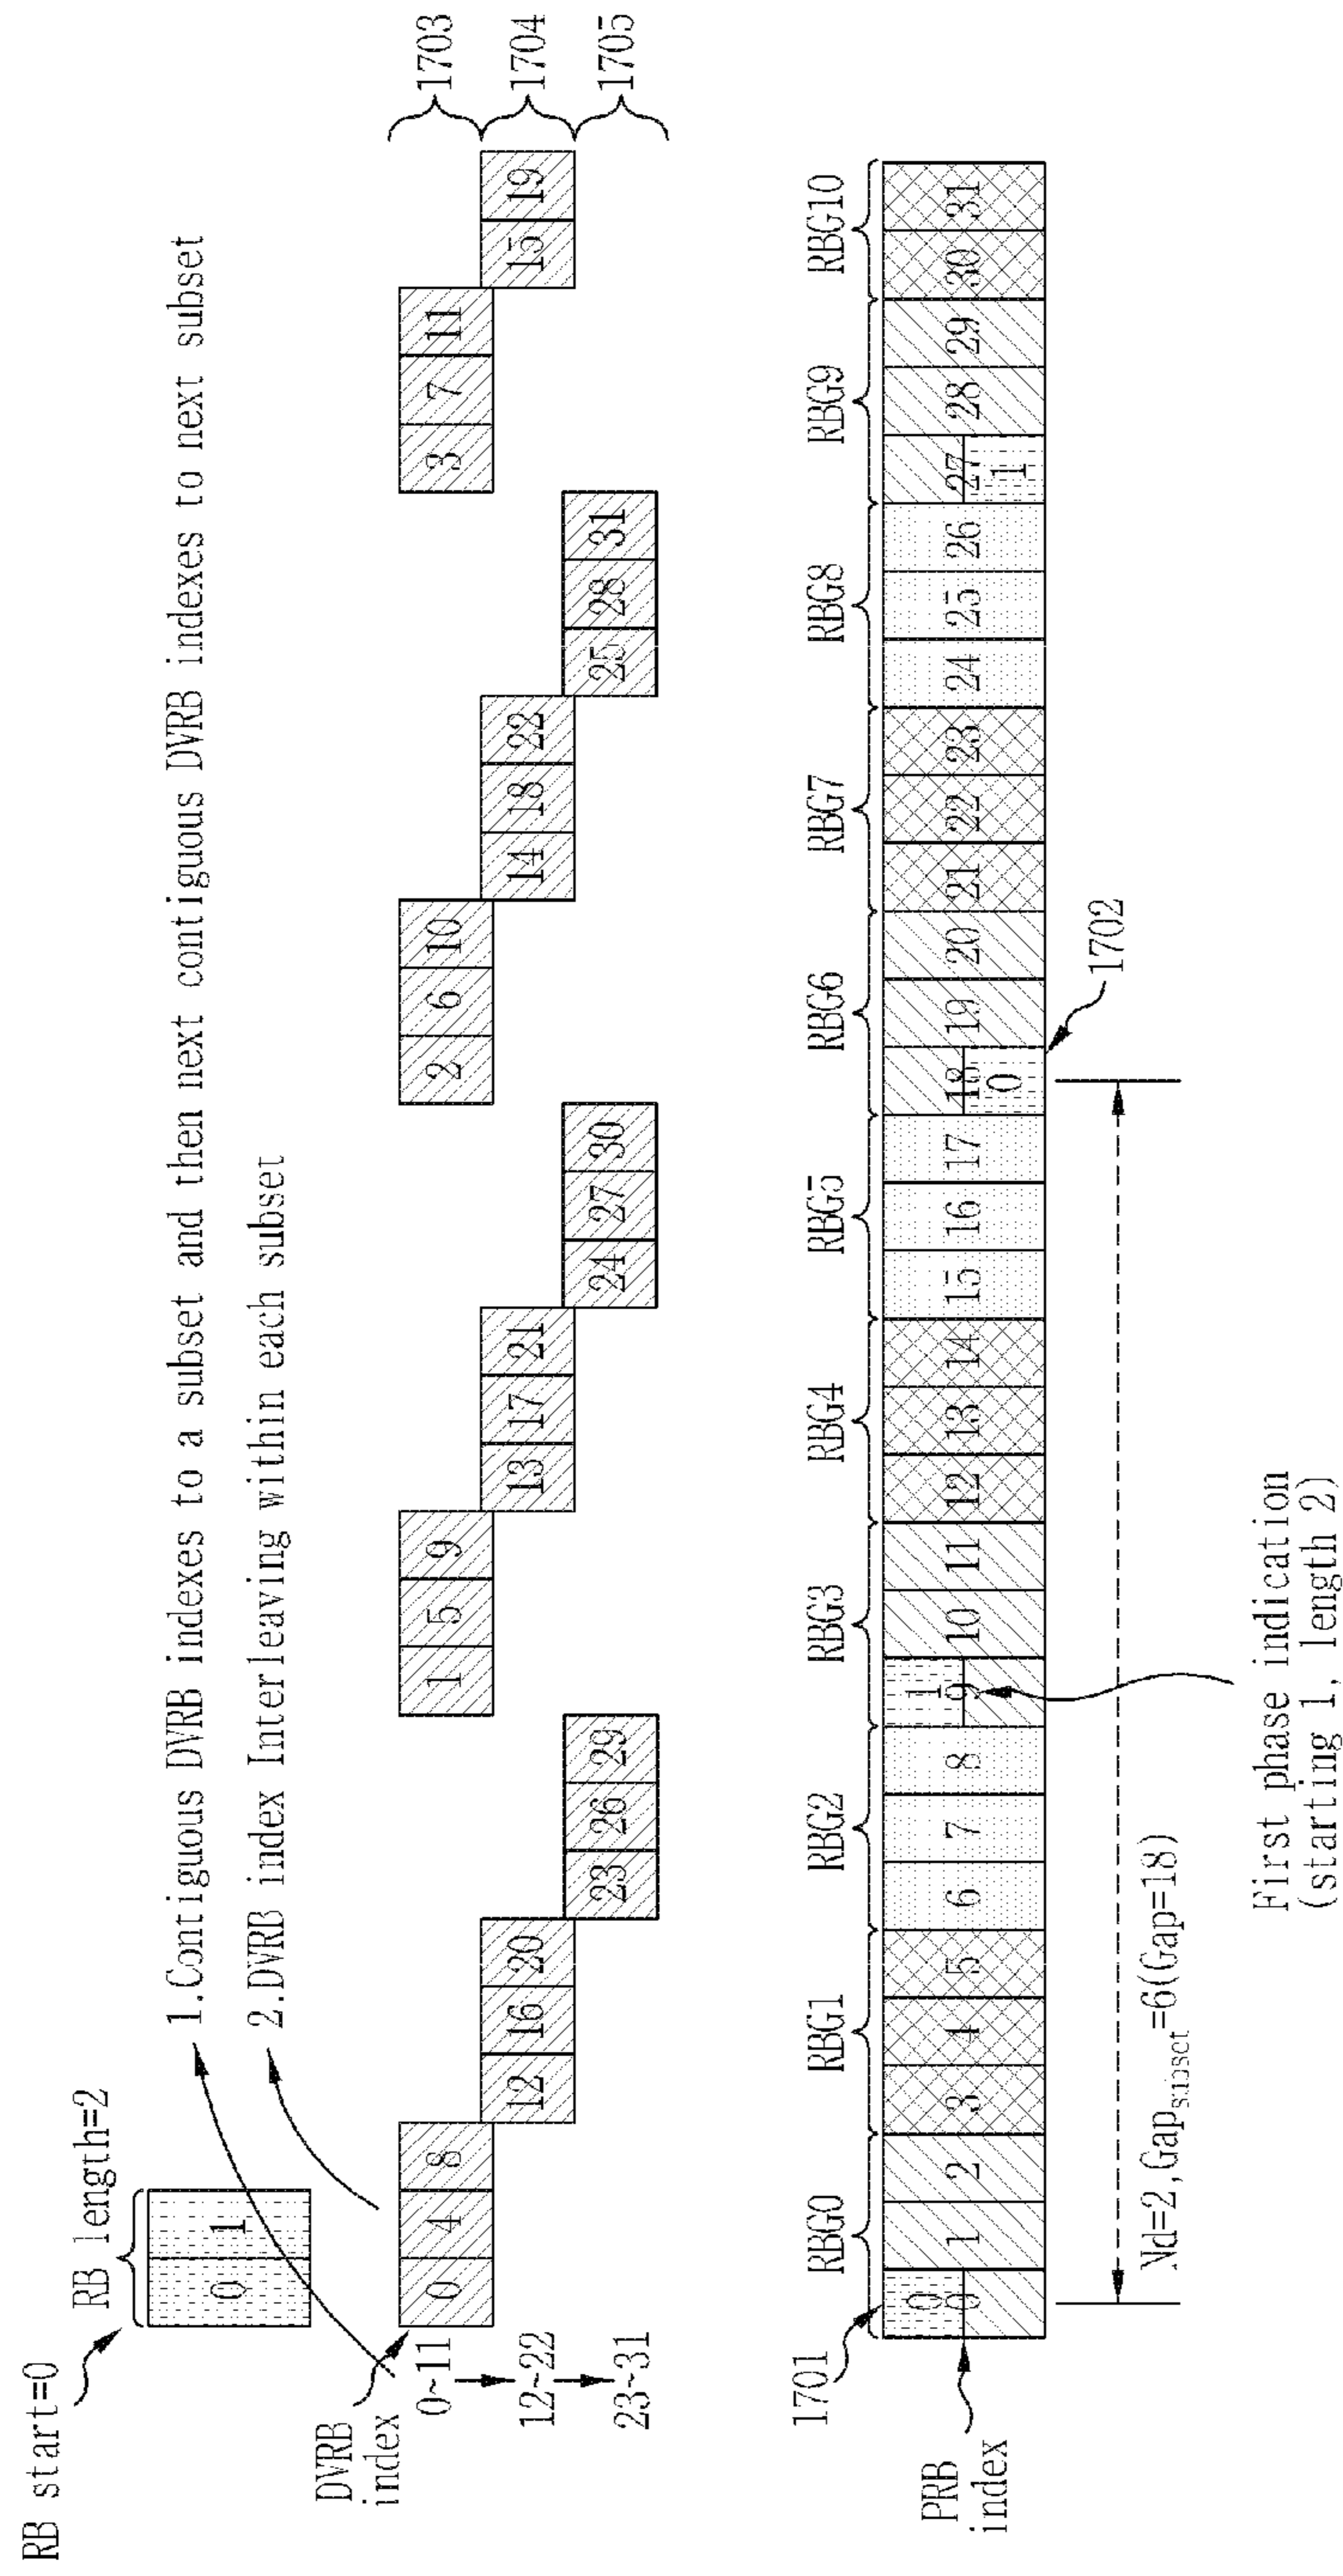 RB start=0
RB length=2
0 1
1.Contiguous DVRB indexes to a subset and then next contiguous DVRB indexes to next subset
2.DVRB index Interleaving within each subset
DVRB
index
0~11
12~22
23~31
0 4 8 1 5 9 2 6 10 3 7 11
1703
12 16 20 13 17 21 14 18 22 15 19
1704
23 26 29 24 27 30 25 28 31
1705
1701
RBG0 RBG1 RBG2 RBG3 RBG4 RBG5 RBG6 RBG7 RBG8 RBG9 RBG10
PRB
index
0 1 0 1
0 1 2 3 4 5 6 7 8 9 10 11 12 13 14 15 16 17 18 19 20 21 22 23 24 25 26 27 28 29 30 31
1702
Nd=2,Gapsubset=6(Gap=18)
First phase indication
(starting 1, length 2)